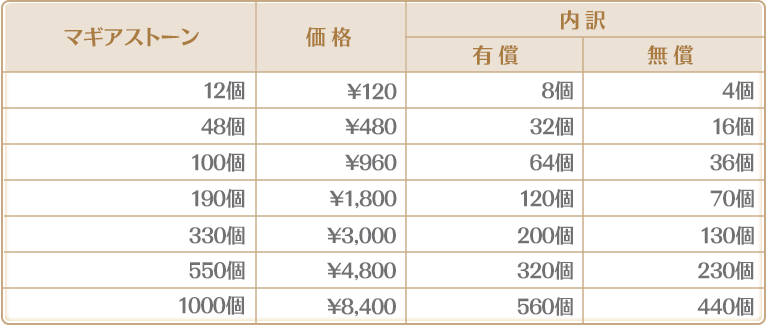 マギアストーン 価格 内訳
有償 無償
12個 ¥120 8個 4個
48個 ¥480 32個 16個
100個 ¥960 64個 36個
190個 ¥1,800 120個 70個
330個 ¥3,000 200個 130個
550個 ¥4,800 320個 230個
1000個 ¥8,400 560個 440個